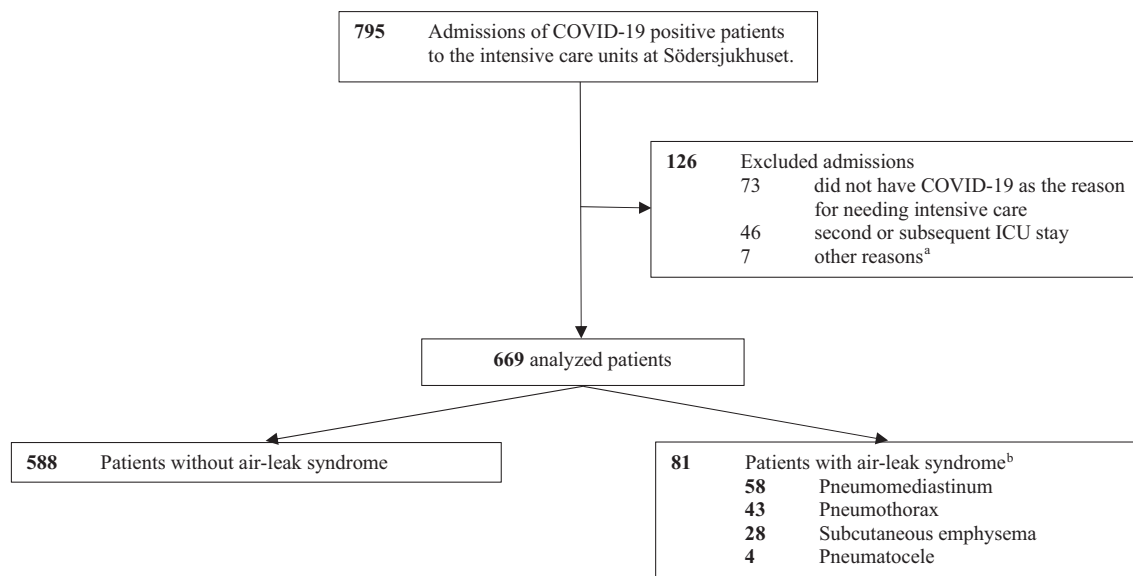 795 Admissions of COVID-19 positive patients
to the intensive care units at Södersjukhuset.
126 Excluded admissions
73 did not have COVID-19 as the reason
for needing intensive care
46 second or subsequent ICU stay
7 other reasonsᵃ
669 analyzed patients
588 Patients without air-leak syndrome
81 Patients with air-leak syndromeᵇ
58 Pneumomediastinum
43 Pneumothorax
28 Subcutaneous emphysema
4 Pneumatocele